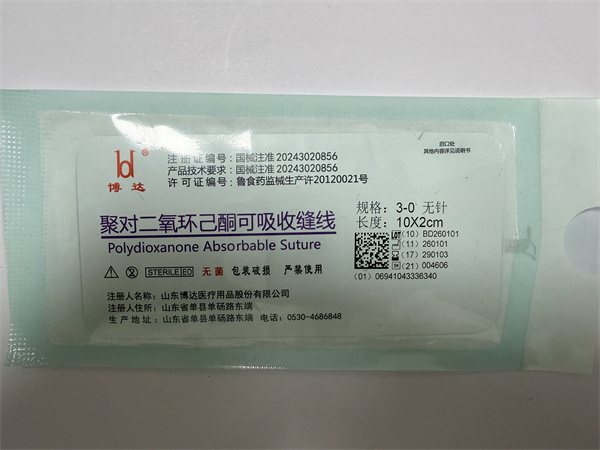 启口处
其他内容详见说明书
bd®
博达
注册证编号:国械注准20243020856
产品技术要求:国械注准20243020856
许可证编号:鲁食药监械生产许20120021号
聚对二氧环己酮可吸收缝线
Polydioxanone Absorbable Suture
规格: 3-0 无针
长度: 10X2cm
(10) BD260101
(11) 260101
(17) 290103
(21) 004606
(01) 06941043336340
STERILE EO 无菌 包装破损 严禁使用
注册人名称:山东博达医疗用品股份有限公司
注册人住所:山东省单县单砀路东端
生产地址:山东省单县单砀路东端 电话:0530-4686848